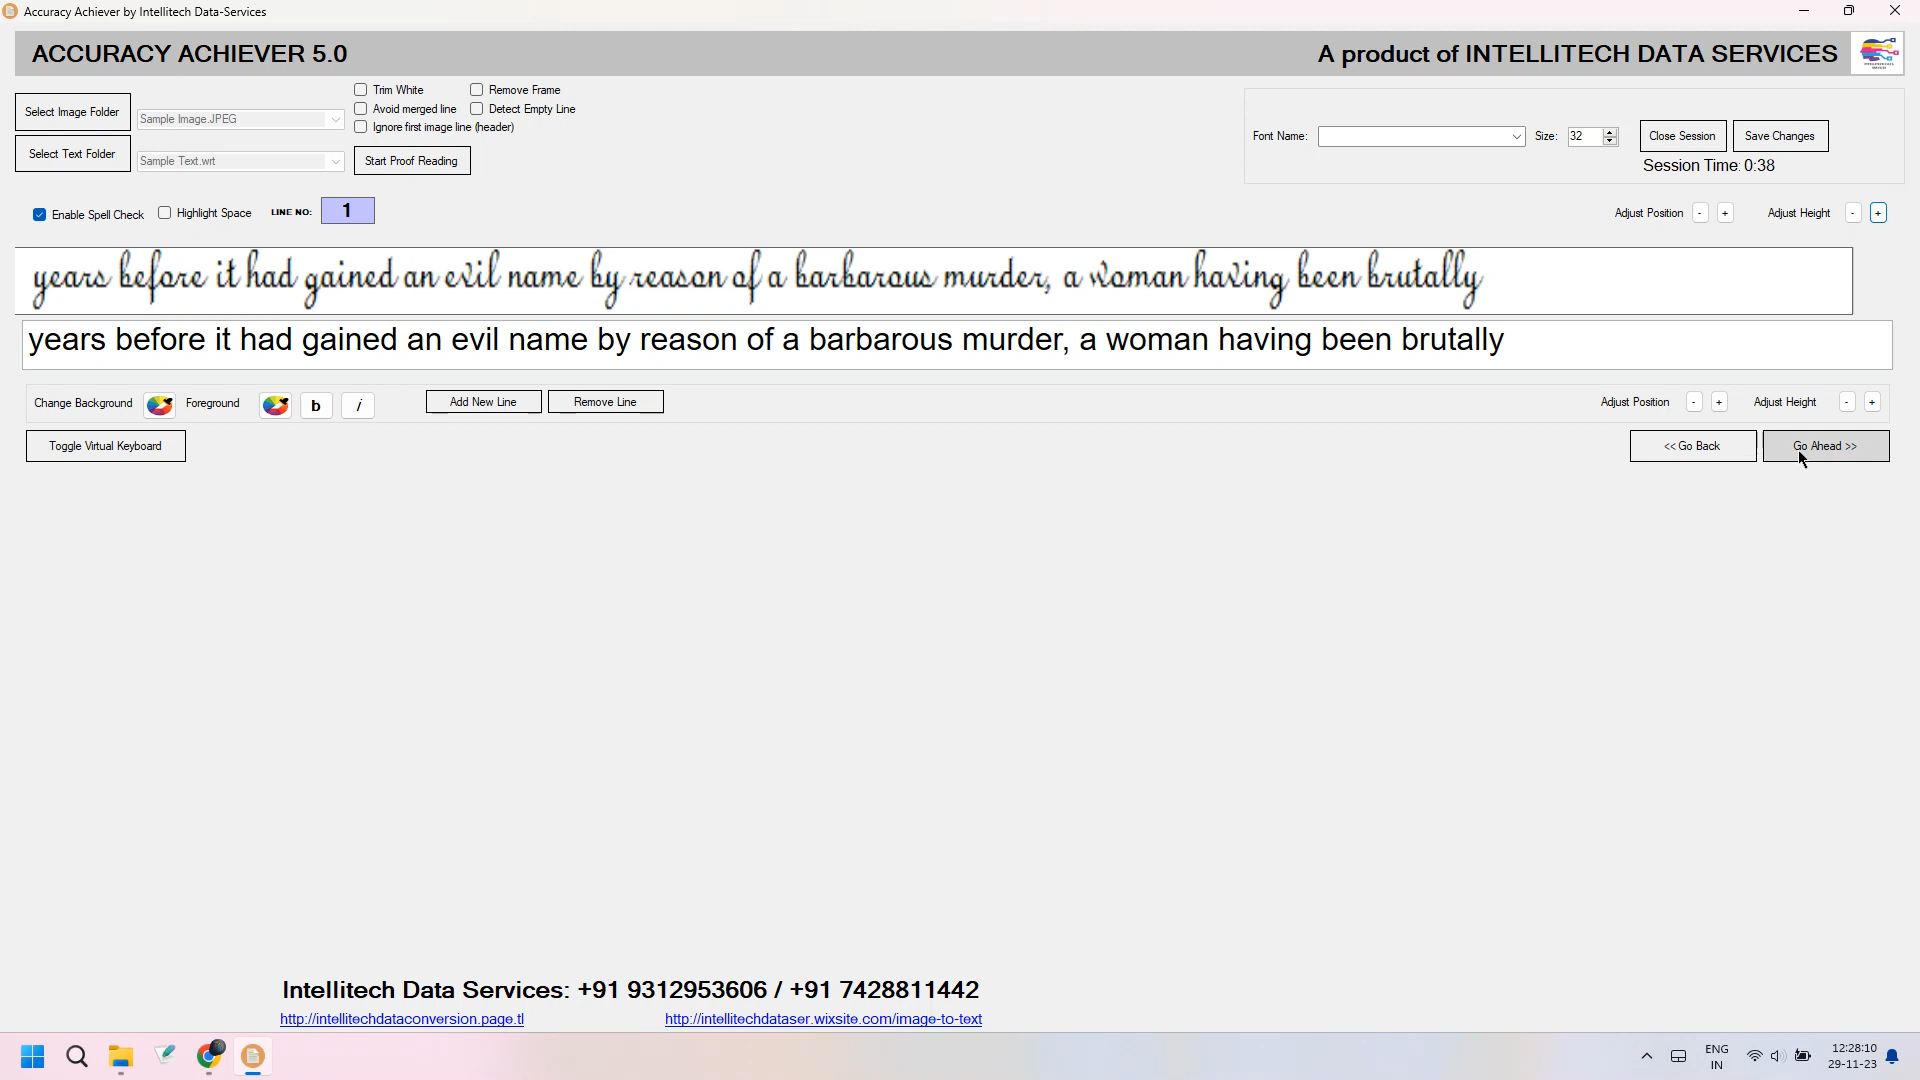 Accuracy Achiever by Intellitech Data-Services
ACCURACY ACHIEVER 5.0
A product of INTELLITECH DATA SERVICES
Select Image Folder
Sample Image.JPEG
Trim White
Remove Frame
Avoid merged line
Detect Empty Line
Ignore first image line (header)
Select Text Folder
Sample Text.wrt
Start Proof Reading
Font Name:
Size:
32
Close Session
Save Changes
Session Time: 0:38
Enable Spell Check
Highlight Space
LINE NO:
1
Adjust Position - +
Adjust Height - +
years before it had gained an evil name by reason of a barbarous murder, a woman having been brutally
years before it had gained an evil name by reason of a barbarous murder, a woman having been brutally
Change Background
Foreground
b
i
Add New Line
Remove Line
Adjust Position - +
Adjust Height - +
Toggle Virtual Keyboard
<< Go Back
Go Ahead >>
Intellitech Data Services: +91 9312953606 / +91 7428811442
http://intellitechdataconversion.page.tl
http://intellitechdataser.wixsite.com/image-to-text
ENG
IN
12:28:10
29-11-23